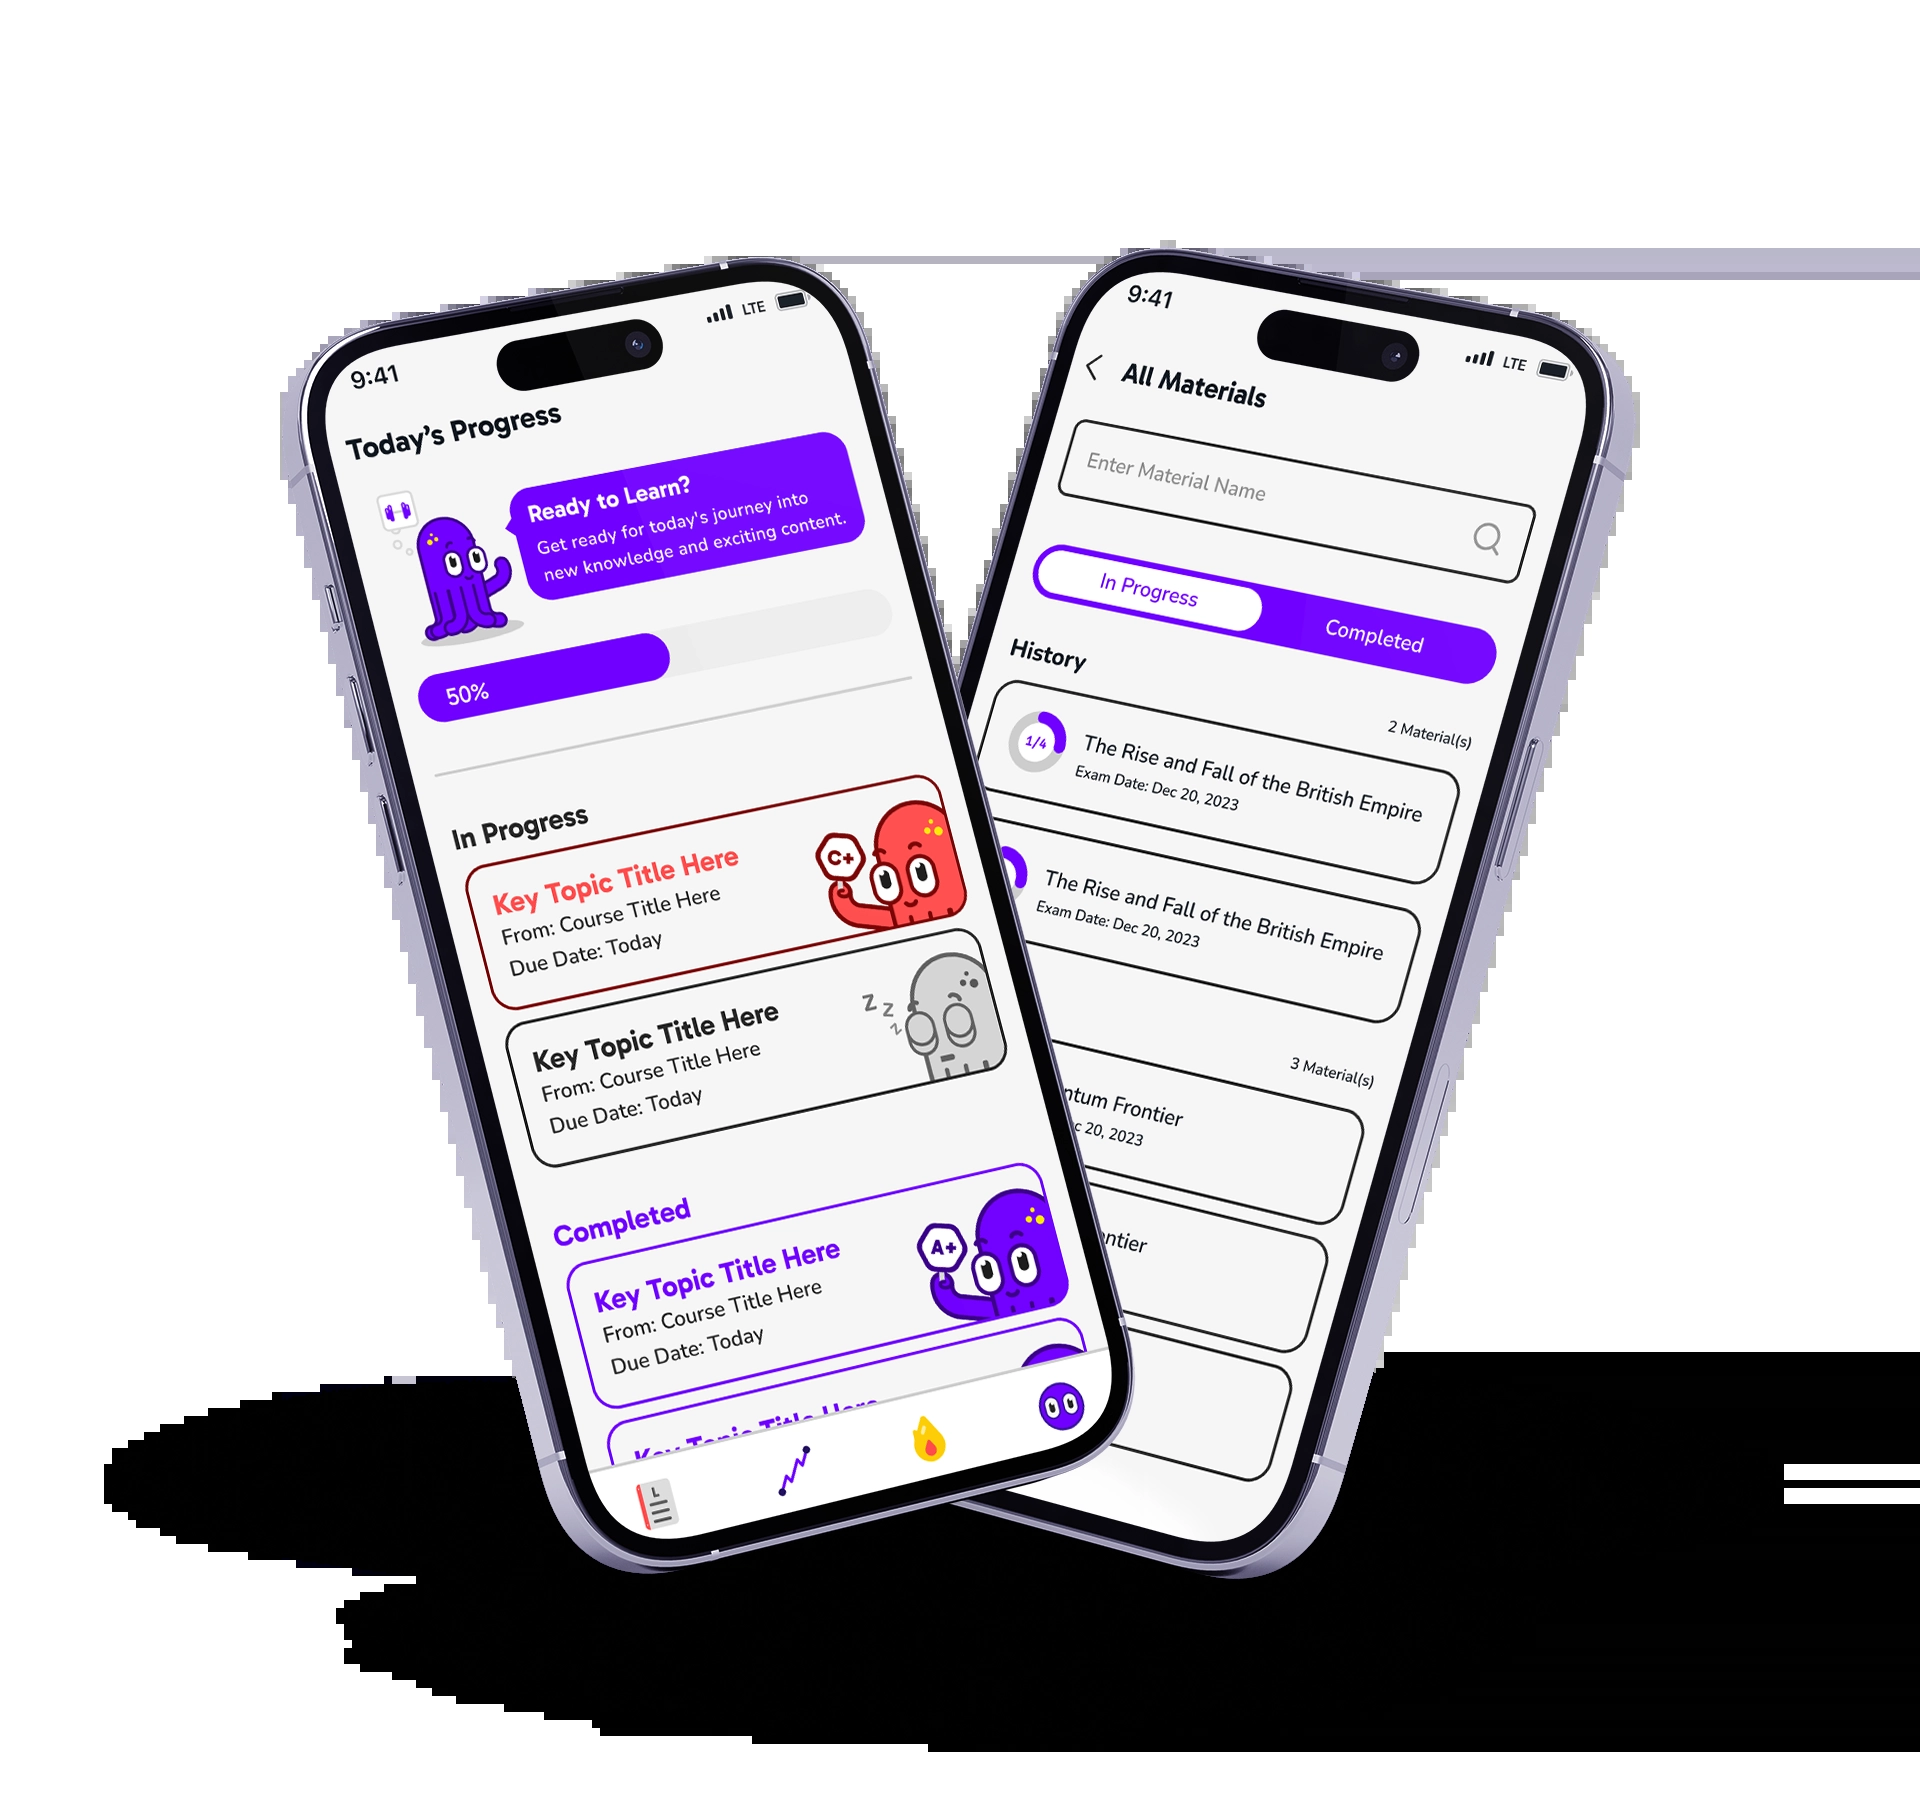 9:41
LTE
Today's Progress
Ready to Learn?
Get ready for today's journey into
new knowledge and exciting content.
50%
In Progress
Key Topic Title Here
From: Course Title Here
Due Date: Today
C+
Key Topic Title Here
From: Course Title Here
Due Date: Today
z z z
Completed
Key Topic Title Here
From: Course Title Here
Due Date: Today
A+
Key Topic Title Here
L
9:41
LTE
All Materials
Enter Material Name
In Progress
Completed
History
2 Material(s)
1/4
The Rise and Fall of the British Empire
Exam Date: Dec 20, 2023
The Rise and Fall of the British Empire
Exam Date: Dec 20, 2023
3 Material(s)
ntum Frontier
c 20, 2023
ntier